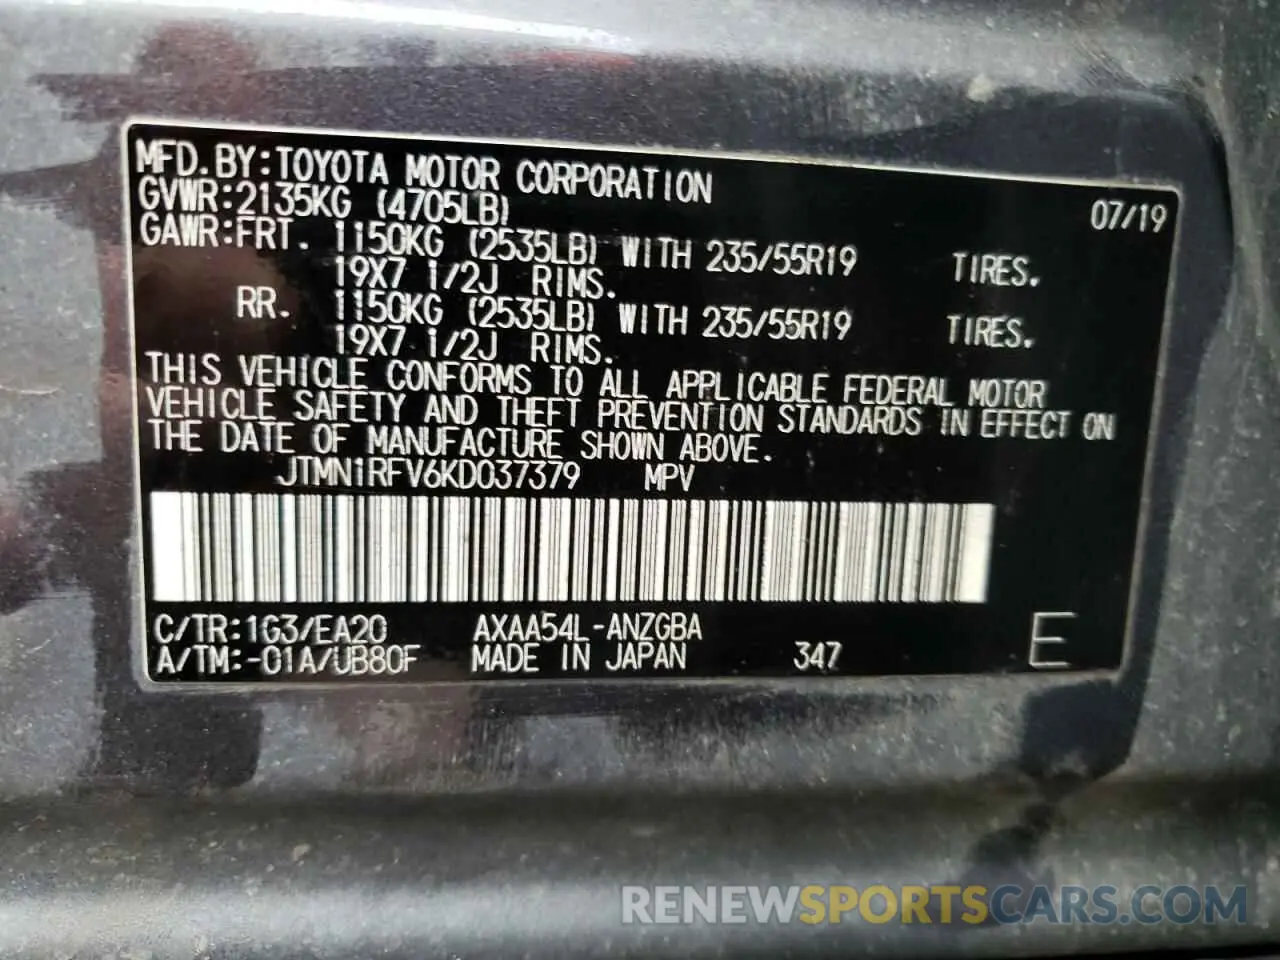 MFD.BY:TOYOTA MOTOR CORPORATION 07/19
GVWR:2135KG (4705LB)
GAWR:FRT. 1150KG (2535LB) WITH 235/55R19 TIRES.
19X7 1/2J RIMS.
RR. 1150KG (2535LB) WITH 235/55R19 TIRES.
19X7 1/2J RIMS.
THIS VEHICLE CONFORMS TO ALL APPLICABLE FEDERAL MOTOR
VEHICLE SAFETY AND THEFT PREVENTION STANDARDS IN EFFECT ON
THE DATE OF MANUFACTURE SHOWN ABOVE.
JTMN1RFV6KD037379 MPV
C/TR:1G3/EA20 AXAA54L-ANZGBA
A/TM:-01A/UB80F MADE IN JAPAN 347 E
RENEWSPORTSCARS.COM